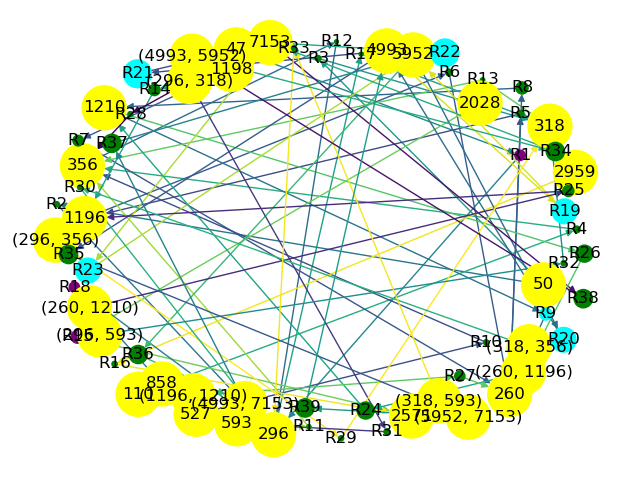 R33
R12
7153
47
4993
R22
(4993, 5952)
R3
R17
5952
1198
R21
R6
R13
(296, 318)
R14
R8
2028
1210
R28
R5
318
R7
R37
R1
R34
356
2959
R30
R25
R2
R19
1196
R4
(296, 356)
R35
R26
R23
R32
R18
50
R38
(260, 1210)
R9
(296, 593)
R10
R20
(318, 356)
R36
R16
(260, 1196)
R27
858
110
(1196, 1210)
260
(4993, 7153)
(318, 593)
R39
R24
527
2571
(5952, 7153)
593
R11
296
R29
R31